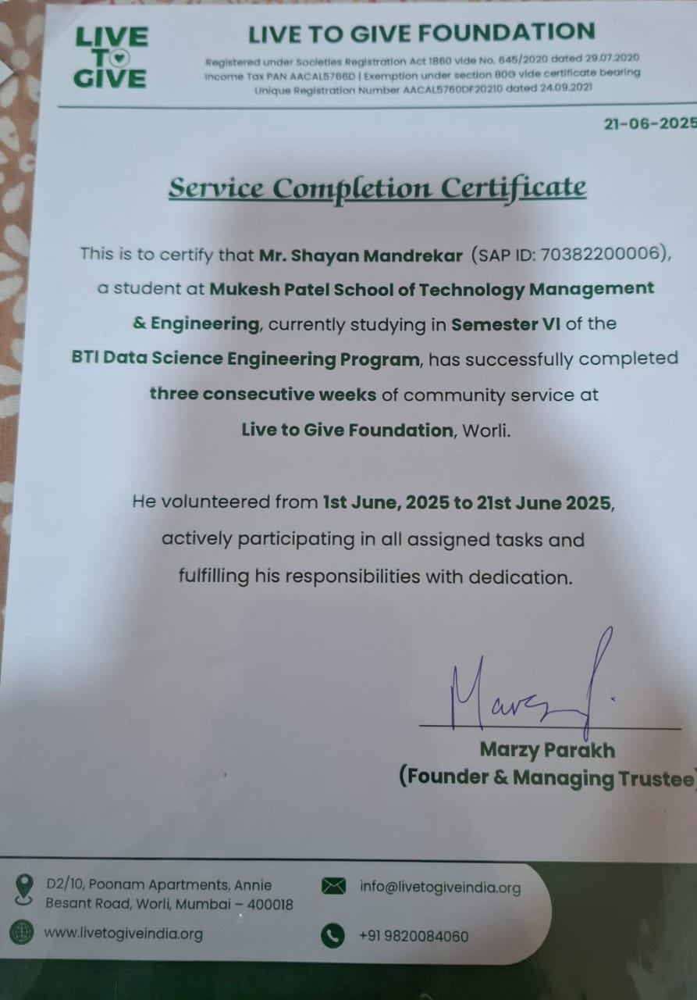 LIVE
TO
GIVE
LIVE TO GIVE FOUNDATION
Registered under Societies Registration Act 1860 vide No. 645/2020 dated 29.07.2020
Income Tax PAN AACAL5766D | Exemption under section 80G vide certificate bearing
Unique Registration Number AACAL5760DF20210 dated 24.09.2021
21-06-2025
Service Completion Certificate
This is to certify that Mr. Shayan Mandrekar (SAP ID: 70382200006),
a student at Mukesh Patel School of Technology Management
& Engineering, currently studying in Semester VI of the
BTI Data Science Engineering Program, has successfully completed
three consecutive weeks of community service at
Live to Give Foundation, Worli.
He volunteered from 1st June, 2025 to 21st June 2025,
actively participating in all assigned tasks and
fulfilling his responsibilities with dedication.
Marzy Parakh
(Founder & Managing Trustee)
D2/10, Poonam Apartments, Annie
Besant Road, Worli, Mumbai – 400018
www.livetogiveindia.org
info@livetogiveindia.org
+91 9820084060